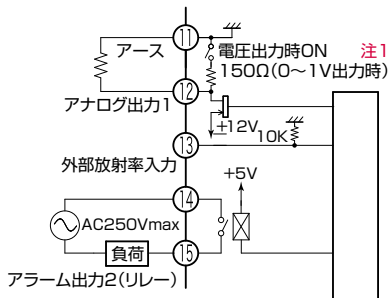 ⑪
アース
電圧出力時ON 注1
150Ω(0〜1V出力時)
⑫
アナログ出力1
+12V
10K
⑬
外部放射率入力
+5V
⑭
AC250Vmax
負荷
⑮
アラーム出力2(リレー)